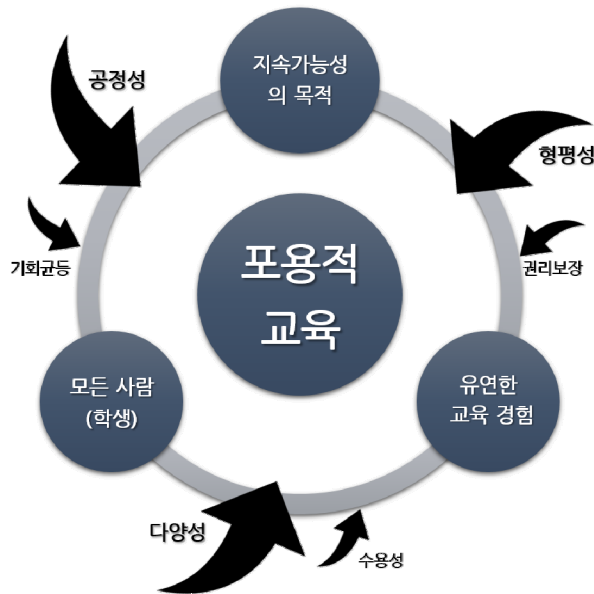 지속가능성
의 목적
공정성
형평성
기회균등
권리보장
포용적
교육
모든 사람
(학생)
유연한
교육 경험
다양성
수용성